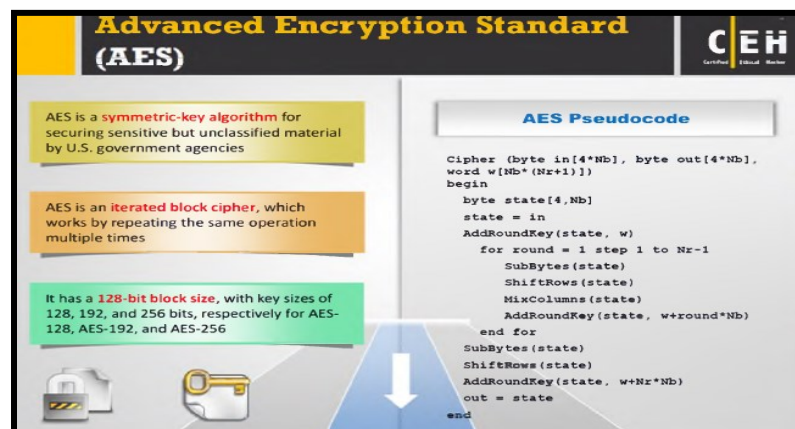 Advanced Encryption Standard
(AES)
C|EH
Certified Ethical Hacker
AES is a symmetric-key algorithm for
securing sensitive but unclassified material
by U.S. government agencies
AES is an iterated block cipher, which
works by repeating the same operation
multiple times
It has a 128-bit block size, with key sizes of
128, 192, and 256 bits, respectively for AES-
128, AES-192, and AES-256
AES Pseudocode
Cipher (byte in[4*Nb], byte out[4*Nb],
word w[Nb*(Nr+1)])
begin
byte state[4,Nb]
state = in
AddRoundKey(state, w)
for round = 1 step 1 to Nr-1
SubBytes(state)
ShiftRows(state)
MixColumns(state)
AddRoundKey(state, w+round*Nb)
end for
SubBytes(state)
ShiftRows(state)
AddRoundKey(state, w+Nr*Nb)
out = state
end